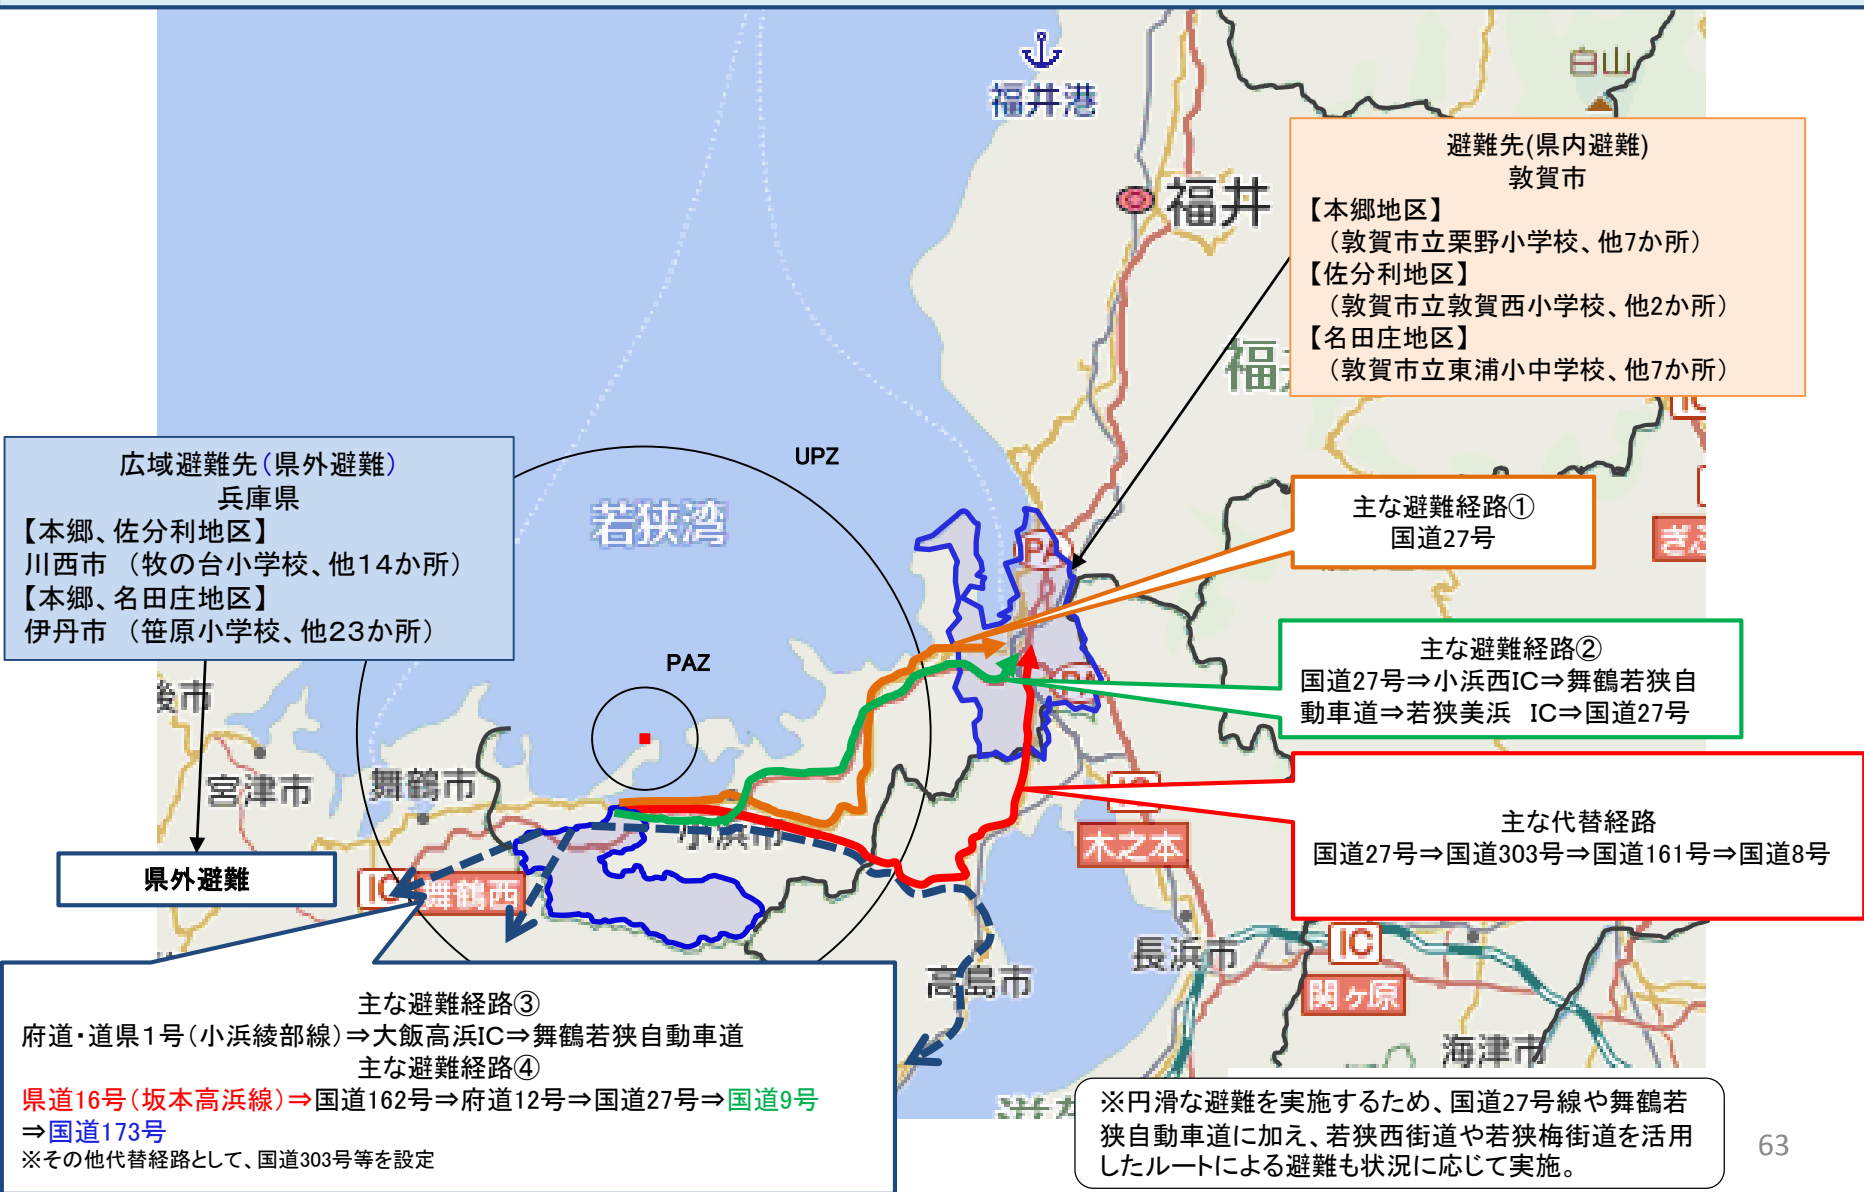 福井港
白山
福井
避難先(県内避難)
敦賀市
【本郷地区】
（敦賀市立粟野小学校、他7か所）
【佐分利地区】
（敦賀市立敦賀西小学校、他2か所）
【名田庄地区】
（敦賀市立東浦小中学校、他7か所）
福
IC
広域避難先(県外避難)
兵庫県
【本郷、佐分利地区】
川西市 （牧の台小学校、他14か所）
【本郷、名田庄地区】
伊丹市 （笹原小学校、他23か所）
UPZ
若狭湾
PAZ
PA
PA
主な避難経路①
国道27号
主な避難経路②
国道27号⇒小浜西IC⇒舞鶴若狭自
動車道⇒若狭美浜 IC⇒国道27号
主な代替経路
国道27号⇒国道303号⇒国道161号⇒国道8号
後市
宮津市
舞鶴市
小浜市
県外避難
IC
舞鶴西
IC
木之本
長浜市
高島市
IC
関ヶ原
海津市
主な避難経路③
府道・道県1号(小浜綾部線)⇒大飯高浜IC⇒舞鶴若狭自動車道
主な避難経路④
県道16号(坂本高浜線)⇒国道162号⇒府道12号⇒国道27号⇒国道9号
⇒国道173号
※その他代替経路として、国道303号等を設定
※円滑な避難を実施するため、国道27号線や舞鶴若
狭自動車道に加え、若狭西街道や若狭梅街道を活用
したルートによる避難も状況に応じて実施。
63